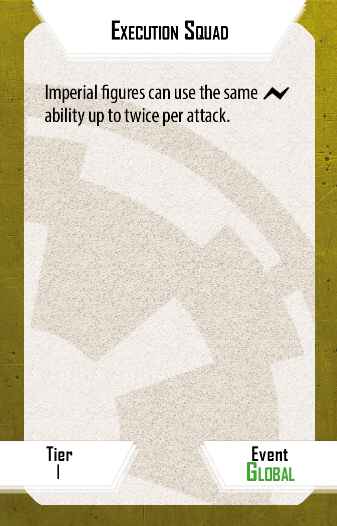 Execution Squad
Imperial figures can use the same
ability up to twice per attack.
Tier
I
Event
Global